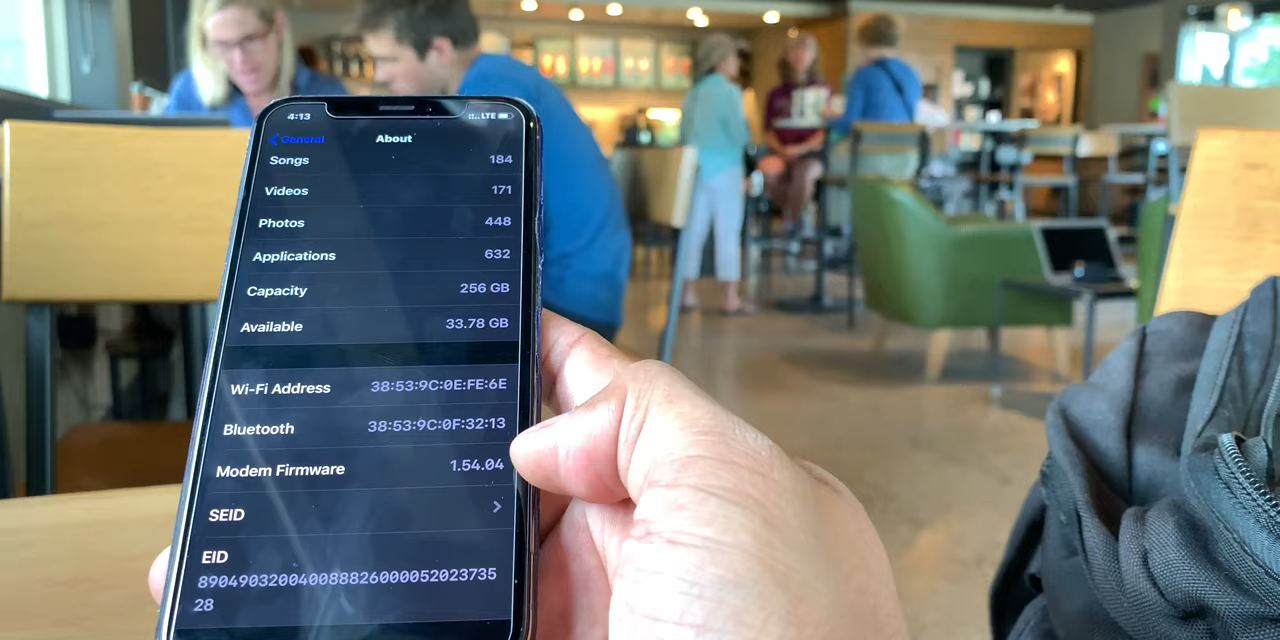 4:13 LTE
General About
Songs 184
Videos 171
Photos 448
Applications 632
Capacity 256 GB
Available 33.78 GB
Wi-Fi Address 38:53:9C:0E:FE:6E
Bluetooth 38:53:9C:0F:32:13
Modem Firmware 1.54.04
SEID
EID
890490320040088826000052023735
28